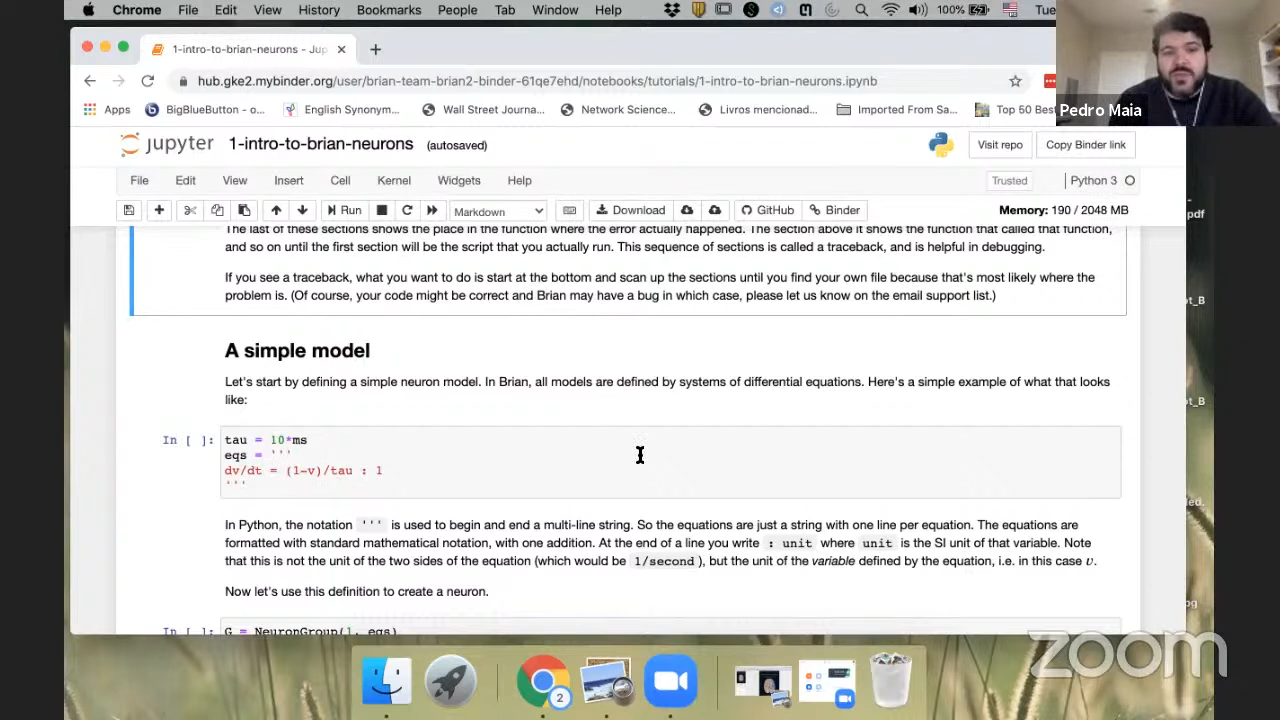 Chrome File Edit View History Bookmarks People Tab Window Help 100% Tue
1-intro-to-brian-neurons - Jup
hub.gke2.mybinder.org/user/brian-team-brian2-binder-61qe7ehd/notebooks/tutorials/1-intro-to-brian-neurons.ipynb
Apps BigBlueButton - o... English Synonym... Wall Street Journa... Network Science... Livros mencionad... Imported From Sa... Top 50 Best
Pedro Maia
jupyter 1-intro-to-brian-neurons (autosaved) Visit repo Copy Binder link
File Edit View Insert Cell Kernel Widgets Help Trusted Python 3
Run Markdown Download GitHub Binder Memory: 190 / 2048 MB
The last of these sections shows the place in the function where the error actually happened. The section above it shows the function that called that function,
and so on until the first section will be the script that you actually run. This sequence of sections is called a traceback, and is helpful in debugging.
If you see a traceback, what you want to do is start at the bottom and scan up the sections until you find your own file because that's most likely where the
problem is. (Of course, your code might be correct and Brian may have a bug in which case, please let us know on the email support list.)
A simple model
Let's start by defining a simple neuron model. In Brian, all models are defined by systems of differential equations. Here's a simple example of what that looks
like:
In [ ]: tau = 10*ms
eqs = '''
dv/dt = (1-v)/tau : 1
'''
In Python, the notation ''' is used to begin and end a multi-line string. So the equations are just a string with one line per equation. The equations are
formatted with standard mathematical notation, with one addition. At the end of a line you write : unit where unit is the SI unit of that variable. Note
that this is not the unit of the two sides of the equation (which would be 1/second), but the unit of the variable defined by the equation, i.e. in this case v.
Now let's use this definition to create a neuron.
In [ ]: G = NeuronGroup(1, eqs)
pdf
ot_B
ot_B
led.
2
zoom